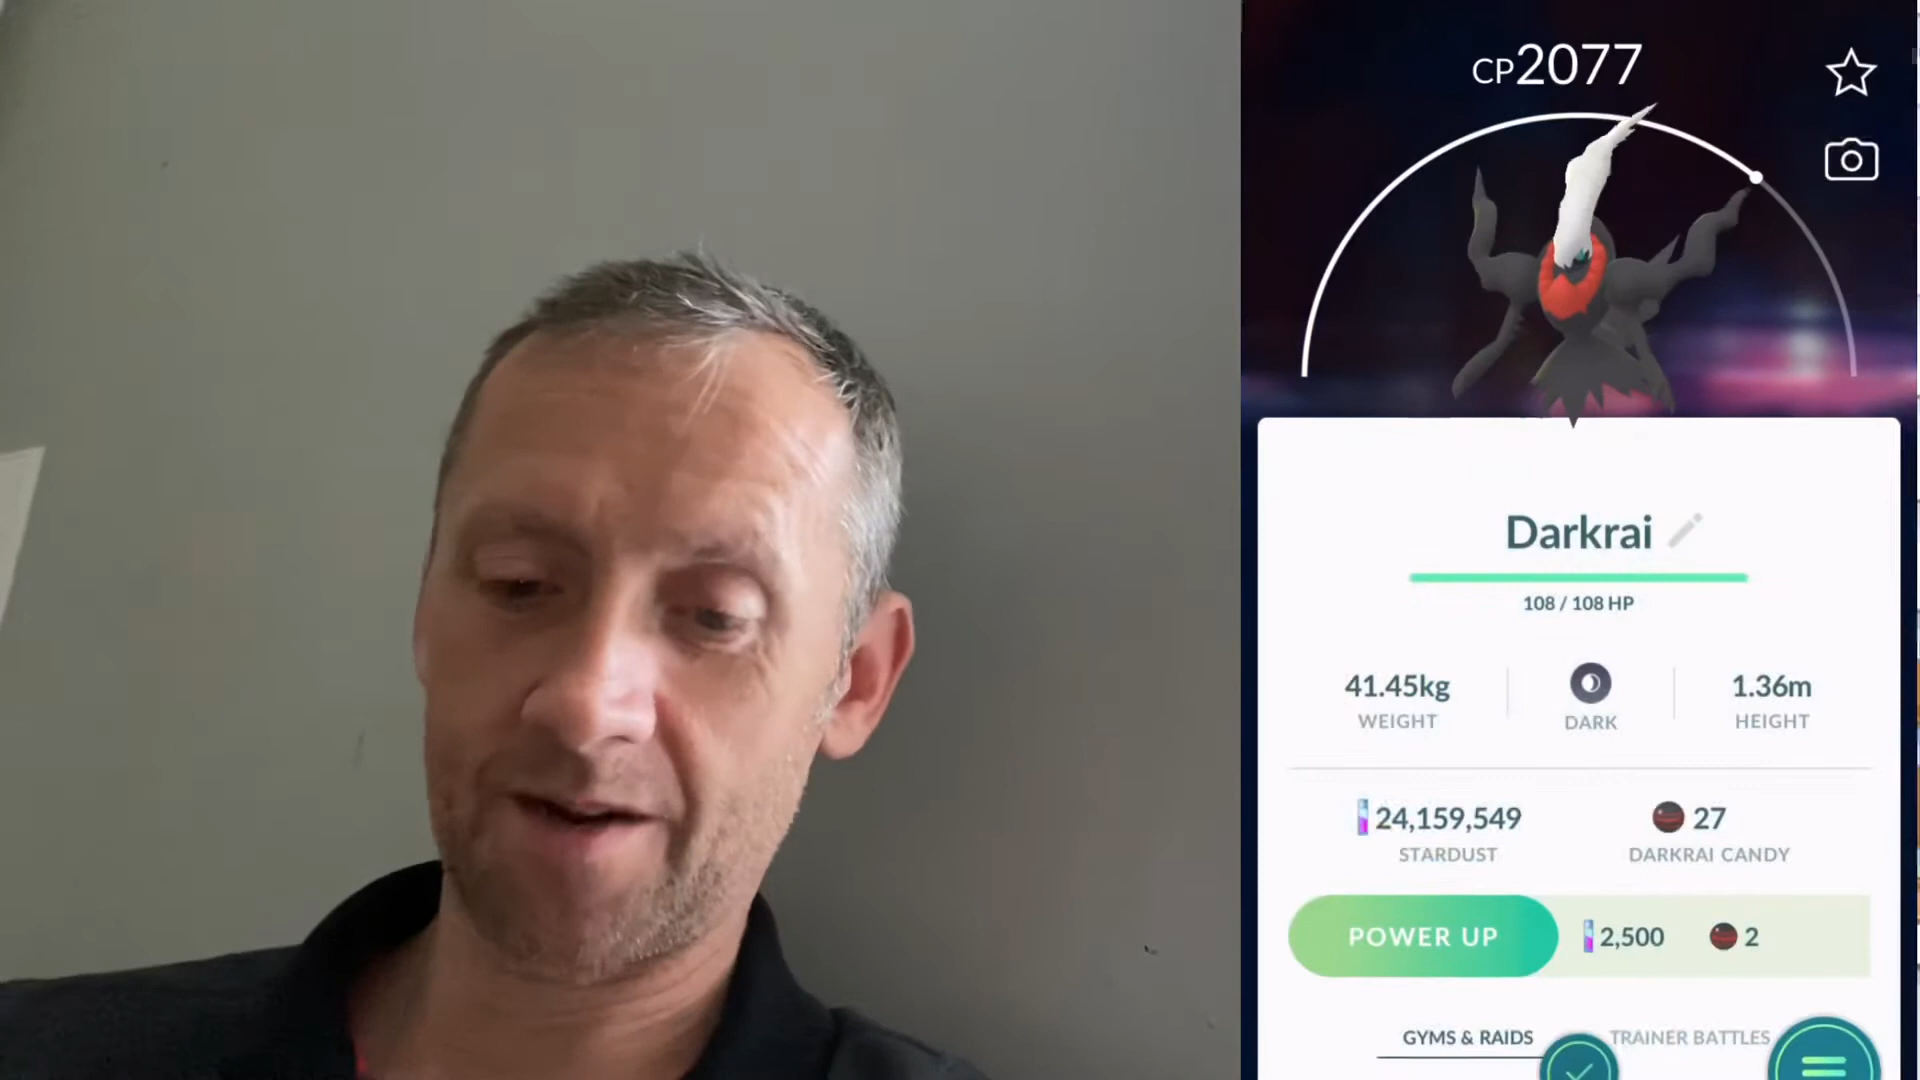 CP2077
Darkrai
108 / 108 HP
41.45kg
WEIGHT
DARK
1.36m
HEIGHT
24,159,549
STARDUST
27
DARKRAI CANDY
POWER UP
2,500
2
GYMS & RAIDS
TRAINER BATTLES